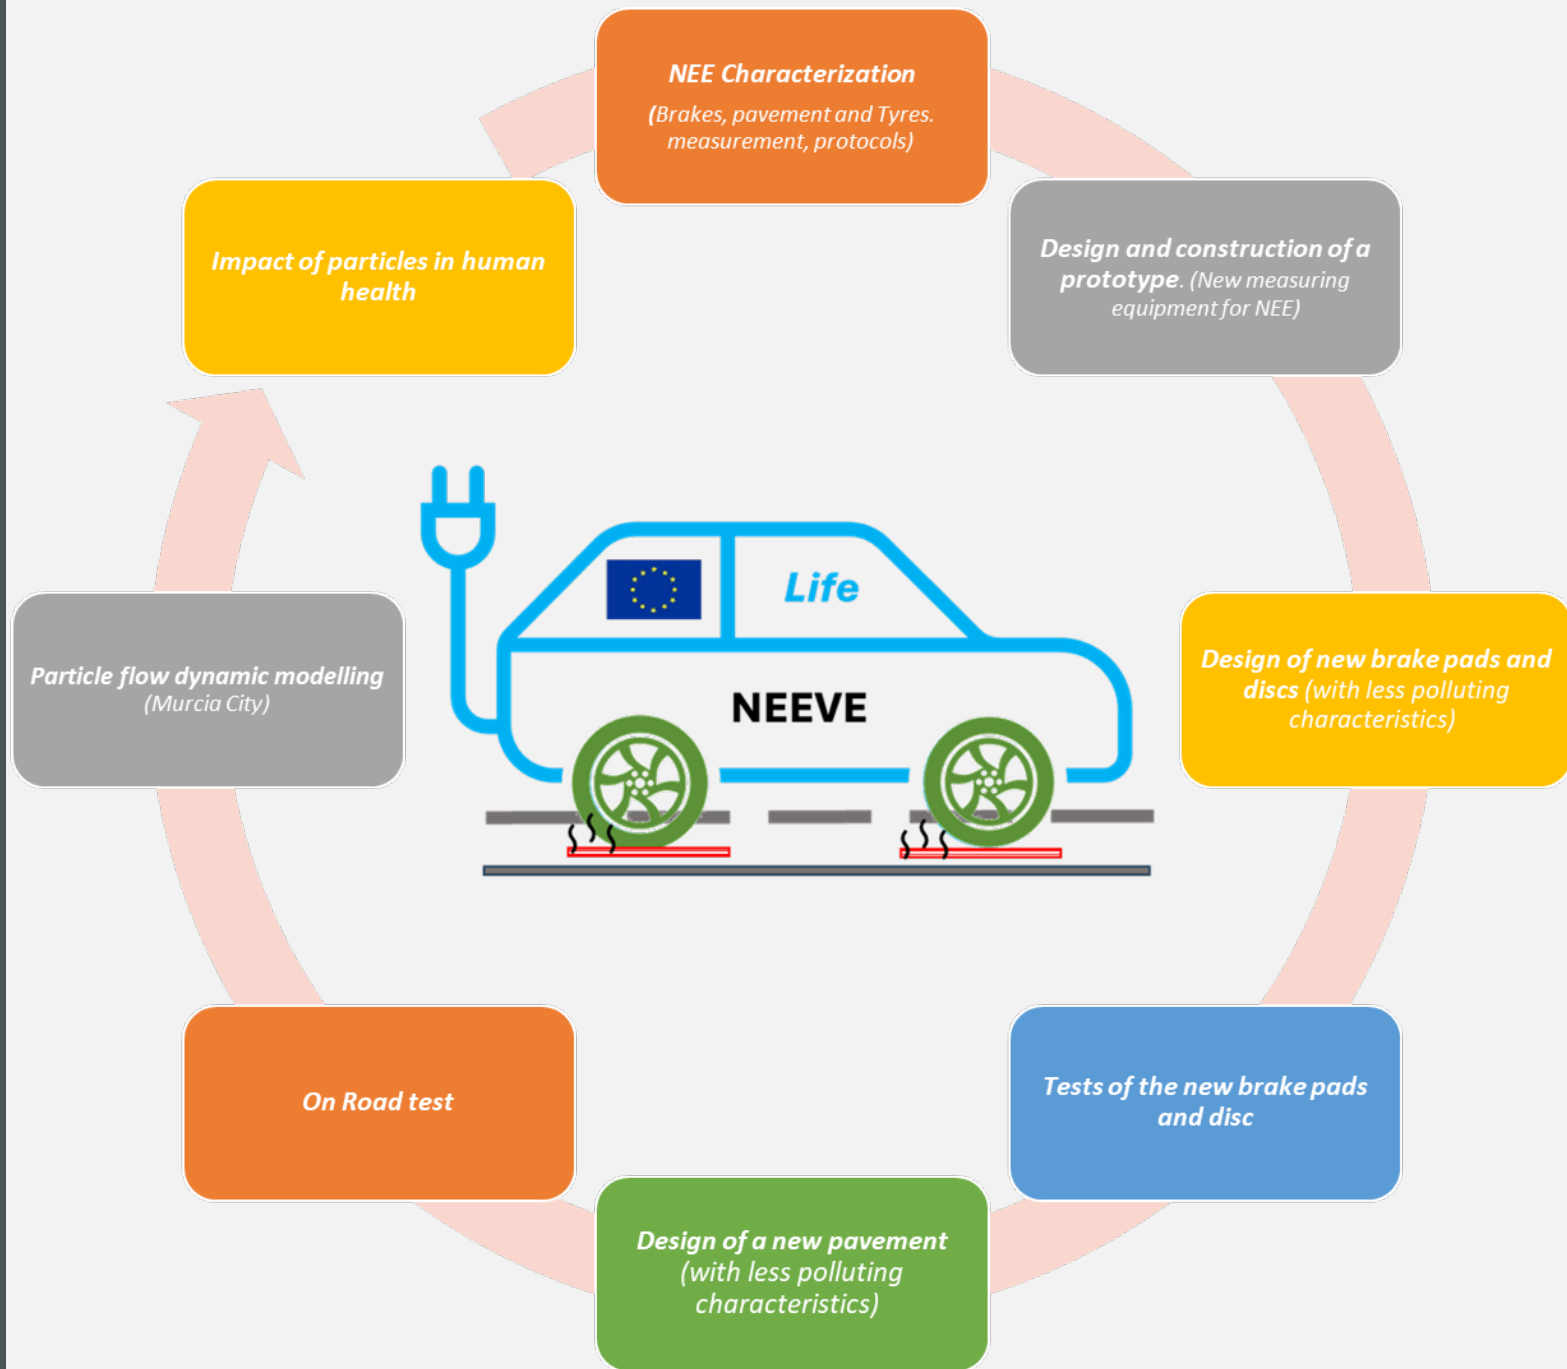 NEE Characterization
(Brakes, pavement and Tyres.
measurement, protocols)
Design and construction of a
prototype. (New measuring
equipment for NEE)
Design of new brake pads and
discs (with less polluting
characteristics)
Tests of the new brake pads
and disc
Design of a new pavement
(with less polluting
characteristics)
On Road test
Particle flow dynamic modelling
(Murcia City)
Impact of particles in human
health
Life
NEEVE